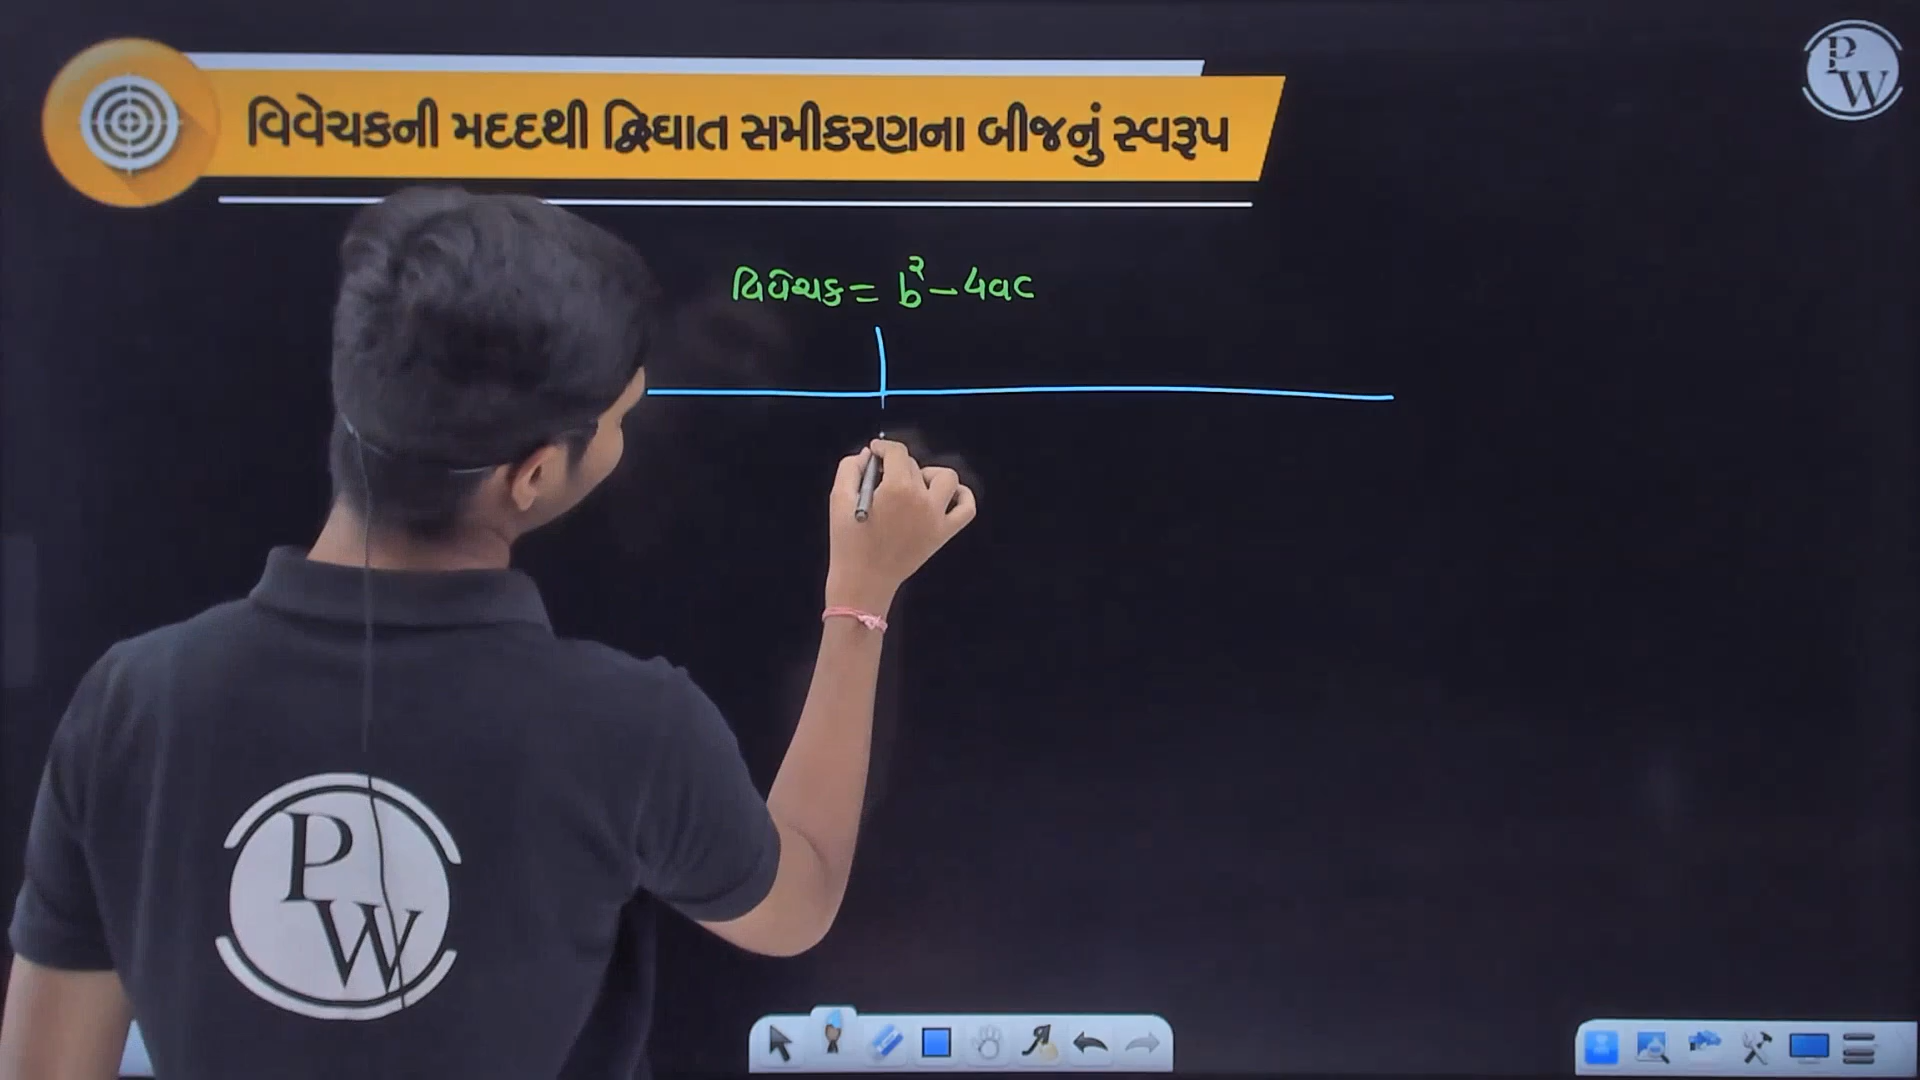 વિવેચકની મદદથી દ્વિઘાત સમીકરણના બીજનું સ્વરૂપ
PW
વિવેચક = b² - 4ac
PW